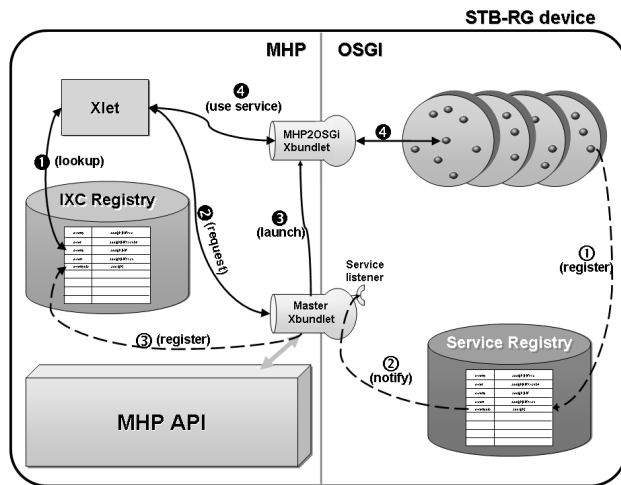 STB-RG device
MHP
OSGI
Xlet
❹
(use service)
MHP2OSGi
Xbundlet
❹
❶ (lookup)
IXC Registry
❷ (request)
❸
(launch)
①
(register)
Service
listener
Master
Xbundlet
③ (register)
②
(notify)
Service Registry
MHP API